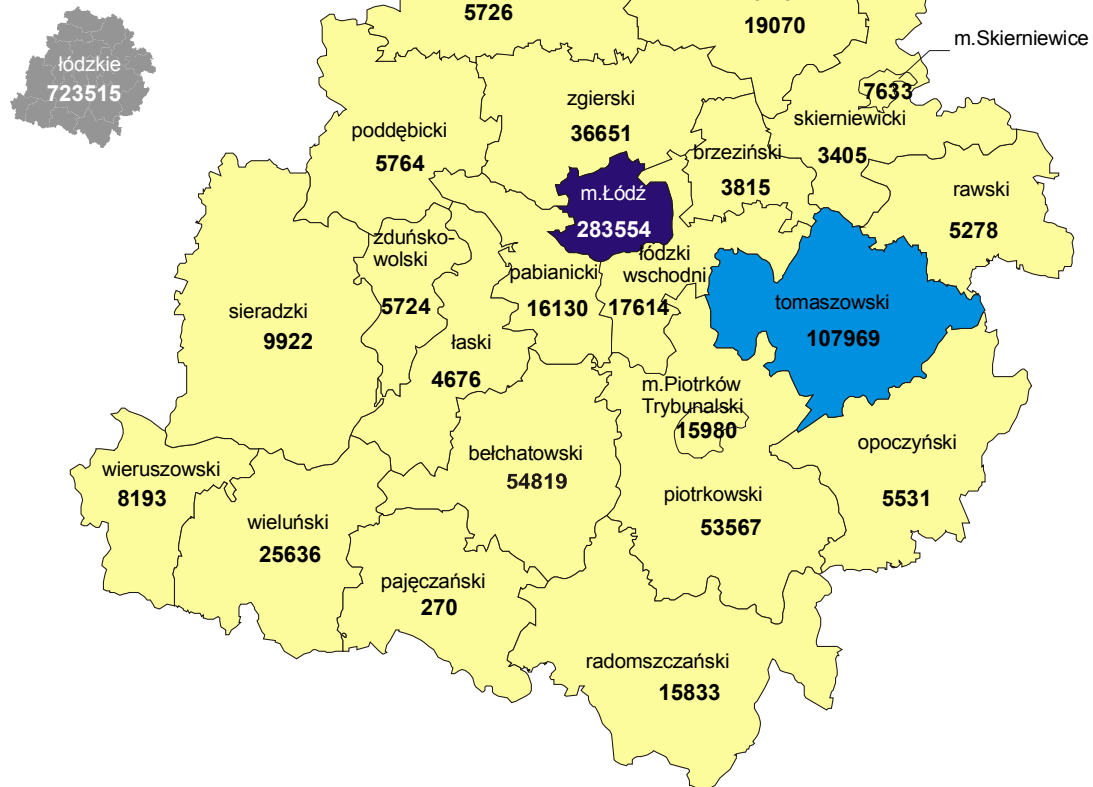 5726
19070
m.Skierniewice
łódzkie
723515
7633
zgierski
36651
skierniewicki
3405
poddębicki
5764
brzeziński
3815
m.Łódź
283554
rawski
5278
zduńsko-
wolski
5724
łódzki
wschodni
17614
pabianicki
16130
sieradzki
9922
tomaszowski
107969
łaski
4676
m.Piotrków
Trybunalski
15980
opoczyński
5531
bełchatowski
54819
wieruszowski
8193
piotrkowski
53567
wieluński
25636
pajęczański
270
radomszczański
15833